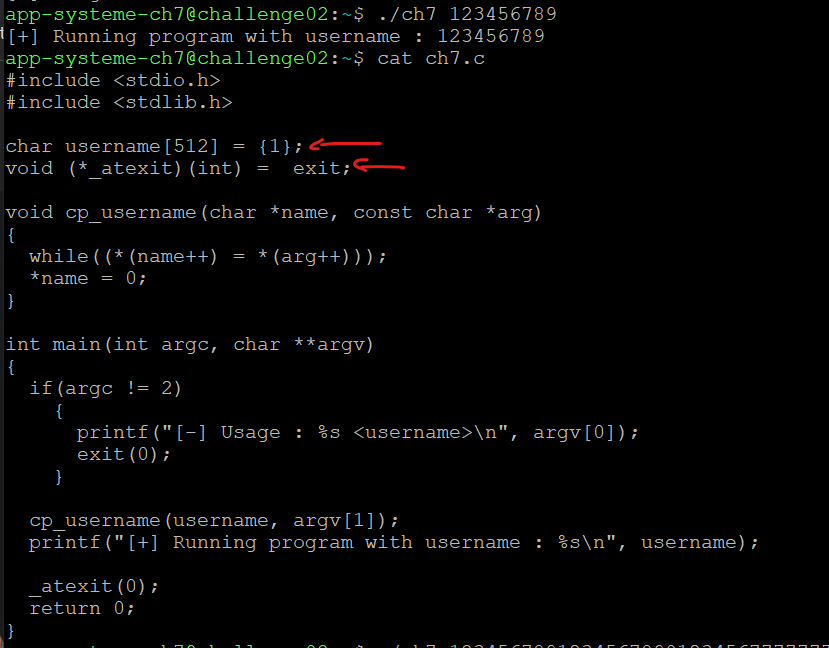 app-systeme-ch7@challenge02:~$ ./ch7 123456789
[+] Running program with username : 123456789
app-systeme-ch7@challenge02:~$ cat ch7.c
#include <stdio.h>
#include <stdlib.h>
char username[512] = {1};
void (*_atexit)(int) =  exit;
void cp_username(char *name, const char *arg)
{
  while((*(name++) = *(arg++)));
  *name = 0;
}
int main(int argc, char **argv)
{
  if(argc != 2)
    {
      printf("[-] Usage : %s <username>\n", argv[0]);
      exit(0);
    }
  cp_username(username, argv[1]);
  printf("[+] Running program with username : %s\n", username);
  _atexit(0);
  return 0;
}